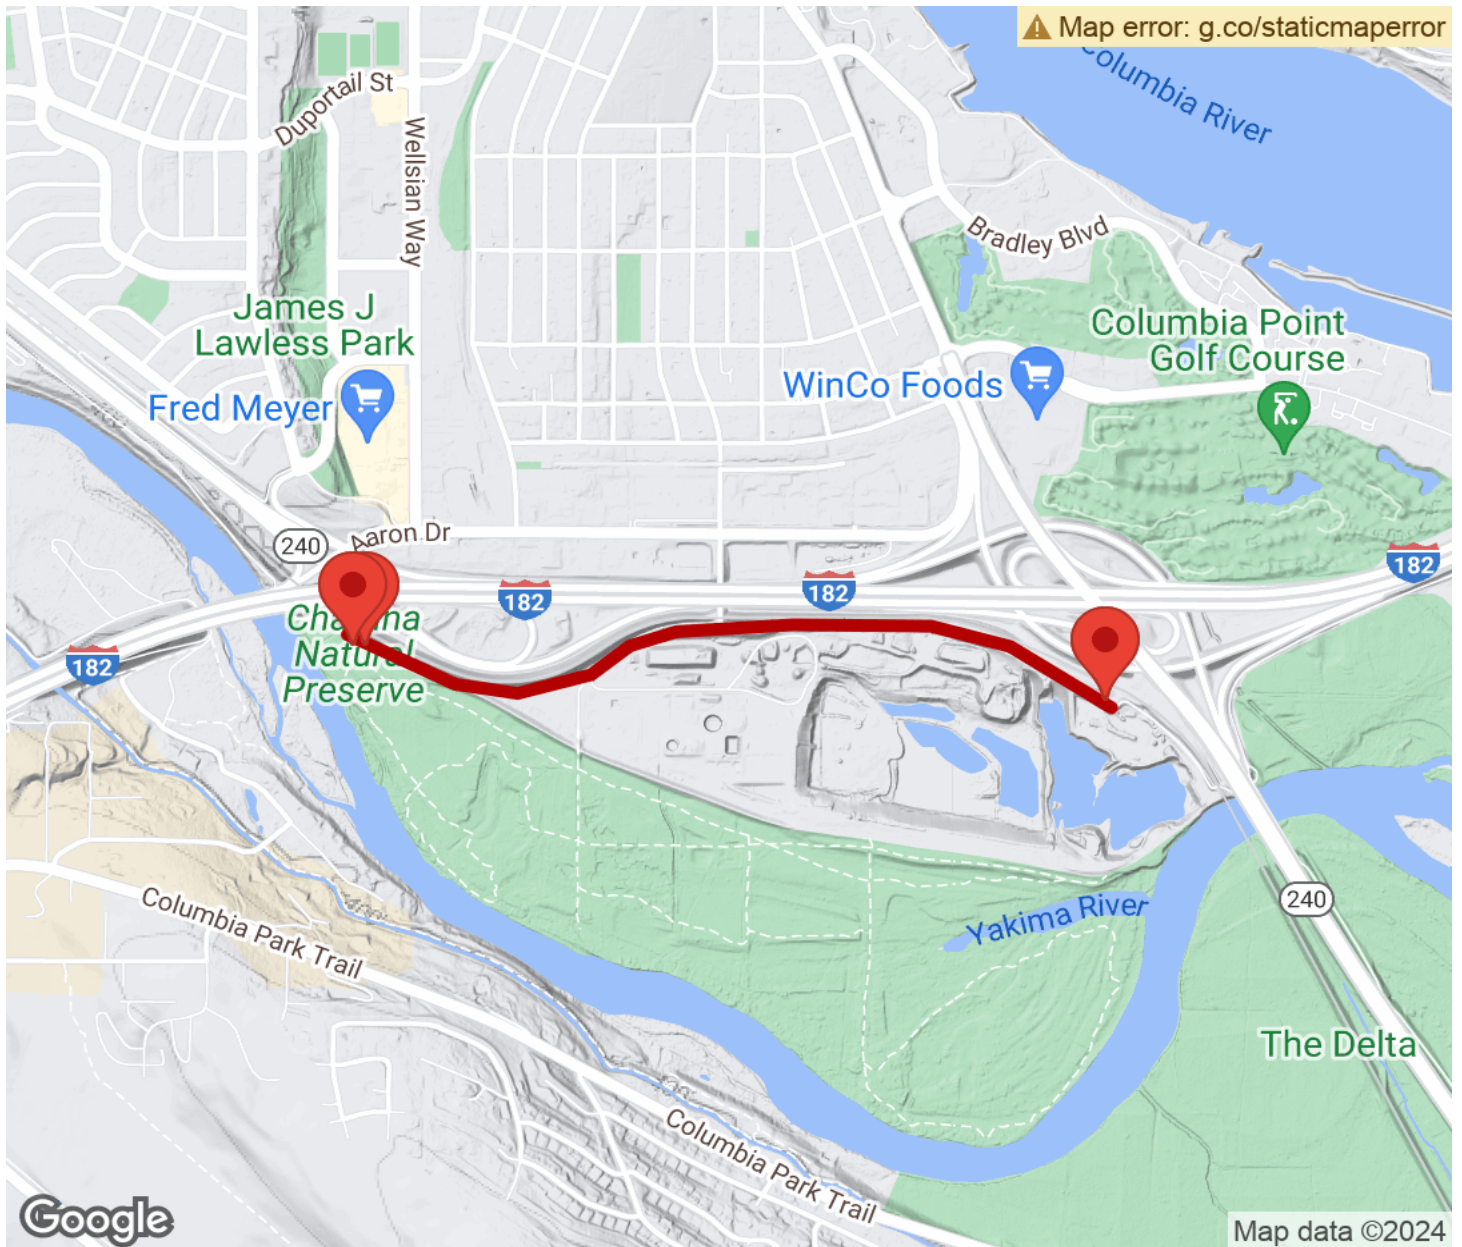 Map error: g.co/staticmaperror
Columbia River
Duportail St
Wellsian Way
Bradley Blvd
James J
Lawless Park
Columbia Point
Golf Course
WinCo Foods
Fred Meyer
240
Aaron Dr
182
182
182
182
Natural
Preserve
Columbia Park Trail
Yakima River
240
The Delta
Columbia Park Trail
Google
Map data ©2024